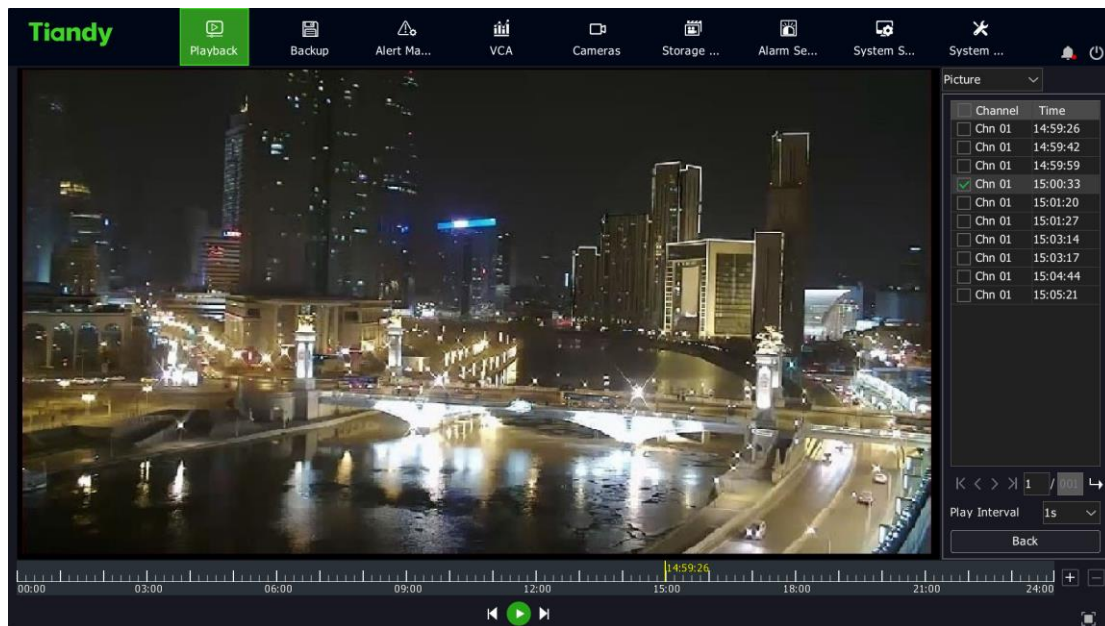 Tiandy
Playback
Backup
Alert Ma...
VCA
Cameras
Storage ...
Alarm Se...
System S...
System ...
Picture
Channel Time
Chn 01 14:59:26
Chn 01 14:59:42
Chn 01 14:59:59
Chn 01 15:00:33
Chn 01 15:01:20
Chn 01 15:01:27
Chn 01 15:03:14
Chn 01 15:03:17
Chn 01 15:04:44
Chn 01 15:05:21
1 / 001
Play Interval 1s
Back
14:59:26
00:00 03:00 06:00 09:00 12:00 15:00 18:00 21:00 24:00